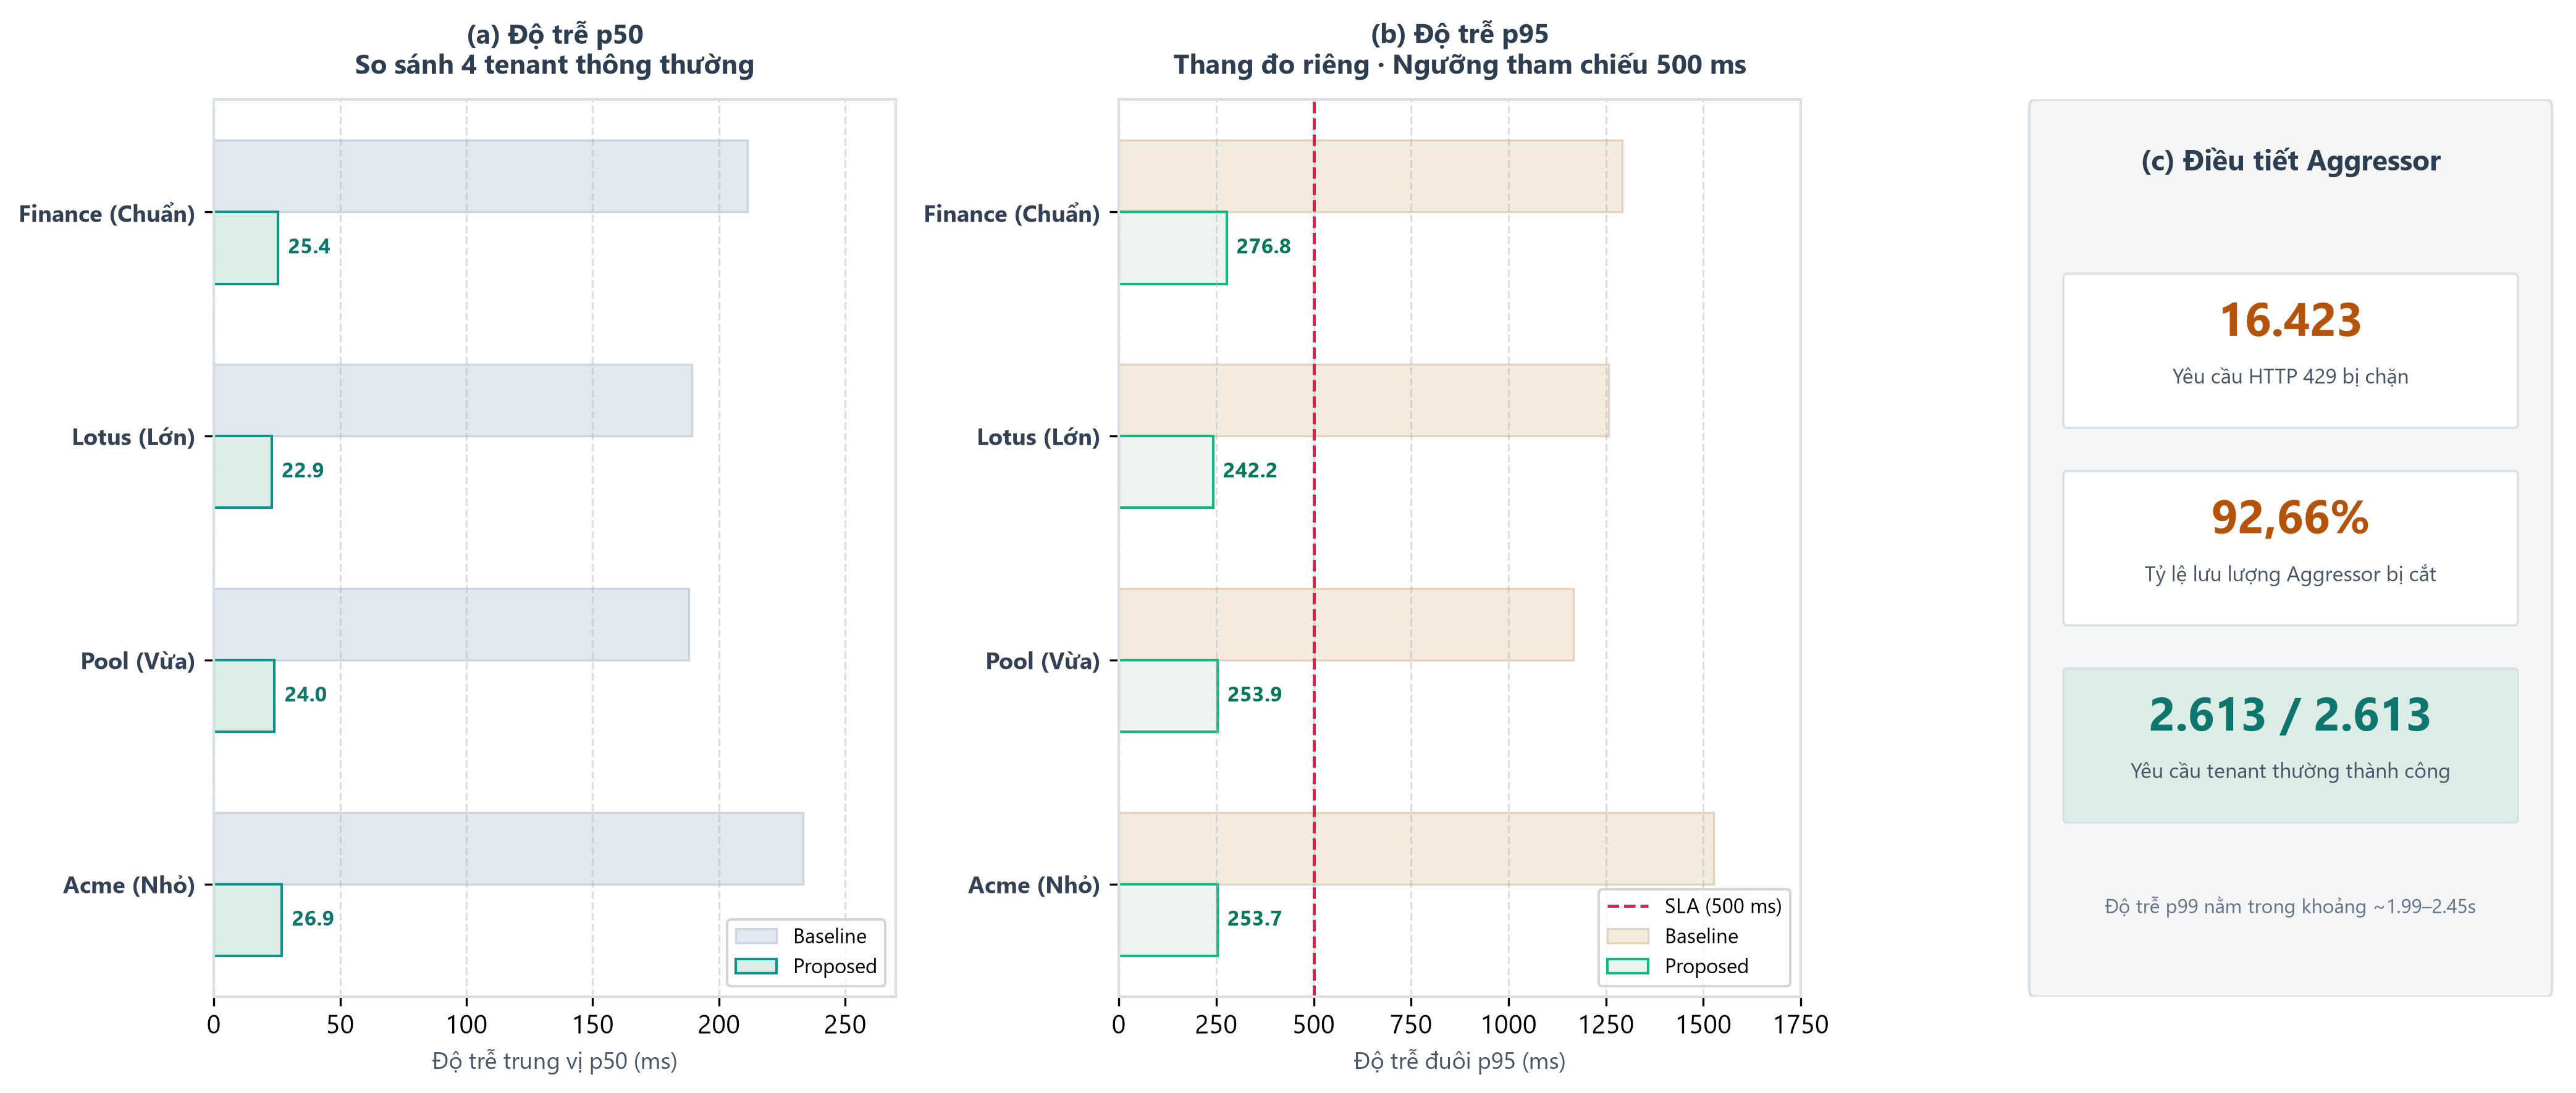 (a) Độ trễ p50
So sánh 4 tenant thông thường
Finance (Chuẩn)
25.4
Lotus (Lớn)
22.9
Pool (Vừa)
24.0
Acme (Nhỏ)
26.9
Baseline
Proposed
0 50 100 150 200 250
Độ trễ trung vị p50 (ms)
(b) Độ trễ p95
Thang đo riêng · Ngưỡng tham chiếu 500 ms
Finance (Chuẩn)
276.8
Lotus (Lớn)
242.2
Pool (Vừa)
253.9
Acme (Nhỏ)
253.7
SLA (500 ms)
Baseline
Proposed
0 250 500 750 1000 1250 1500 1750
Độ trễ đuôi p95 (ms)
(c) Điều tiết Aggressor
16.423
Yêu cầu HTTP 429 bị chặn
92,66%
Tỷ lệ lưu lượng Aggressor bị cắt
2.613 / 2.613
Yêu cầu tenant thường thành công
Độ trễ p99 nằm trong khoảng ~1.99–2.45s